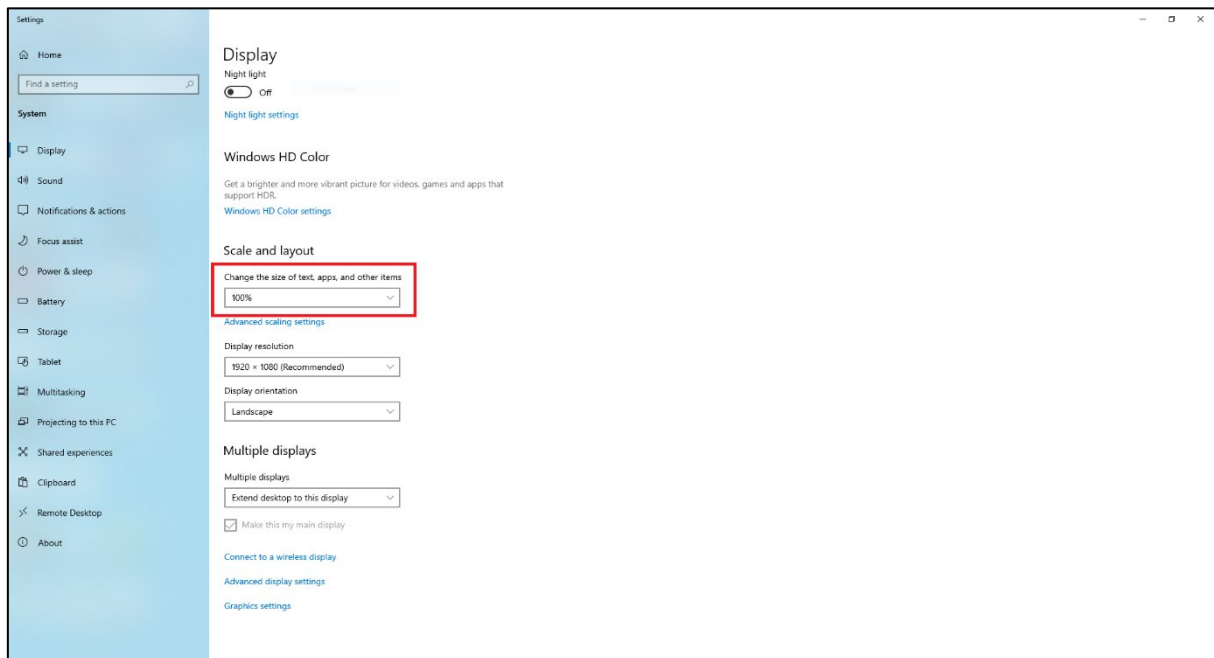 Settings
Home
Find a setting
System
Display
Sound
Notifications & actions
Focus assist
Power & sleep
Battery
Storage
Tablet
Multitasking
Projecting to this PC
Shared experiences
Clipboard
Remote Desktop
About
Display
Night light
Off
Night light settings
Windows HD Color
Get a brighter and more vibrant picture for videos, games and apps that
support HDR.
Windows HD Color settings
Scale and layout
Change the size of text, apps, and other items
100%
Advanced scaling settings
Display resolution
1920 × 1080 (Recommended)
Display orientation
Landscape
Multiple displays
Multiple displays
Extend desktop to this display
Make this my main display
Connect to a wireless display
Advanced display settings
Graphics settings